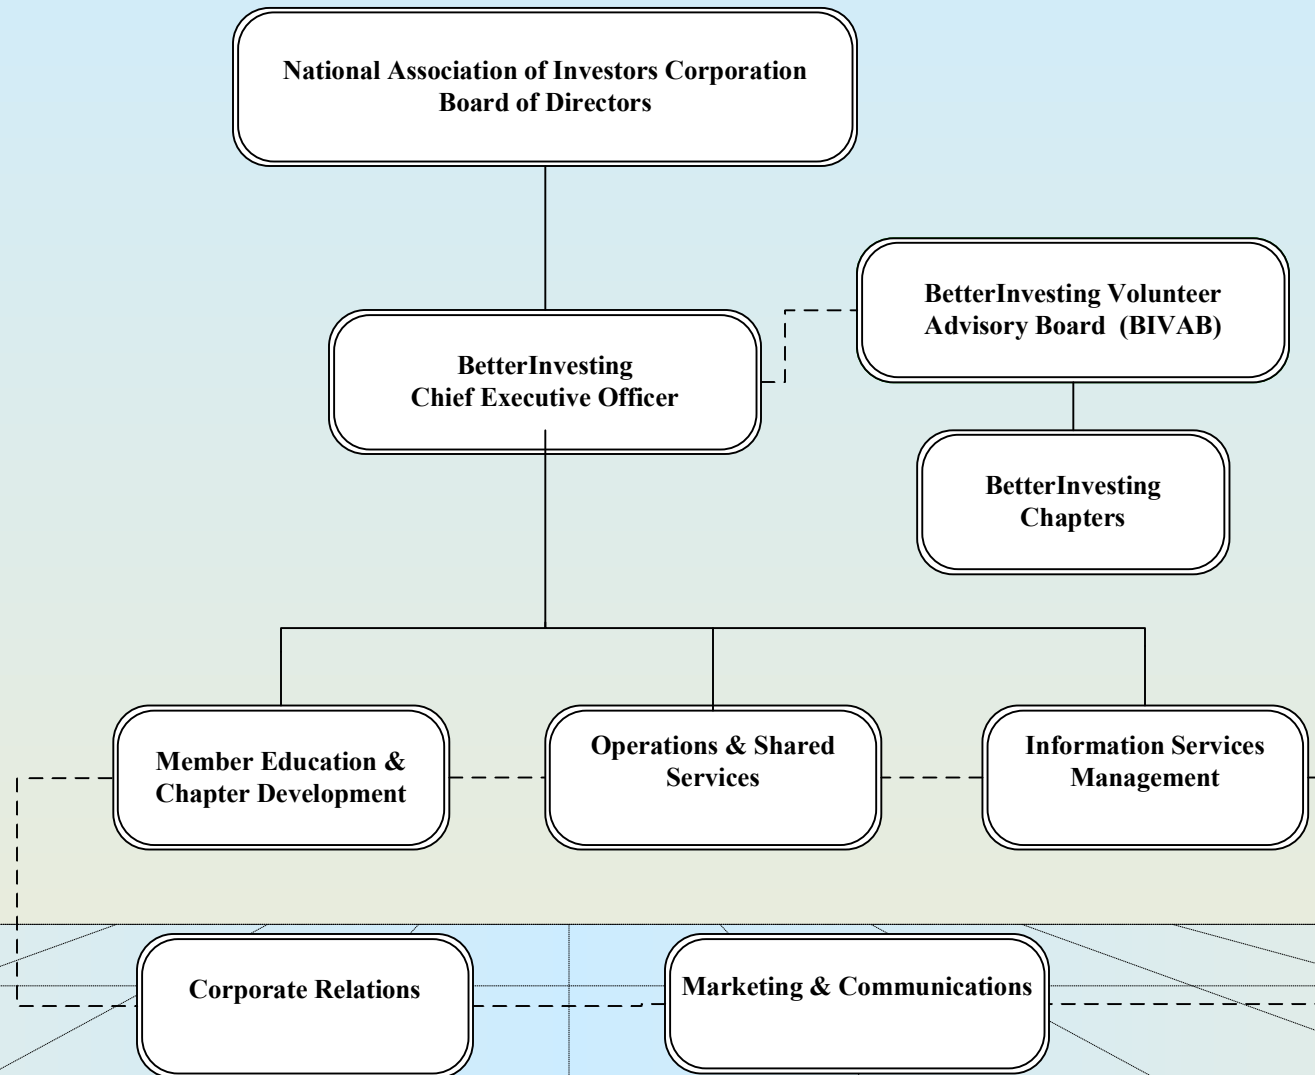 National Association of Investors Corporation
Board of Directors
BetterInvesting Volunteer
Advisory Board  (BIVAB)
BetterInvesting
Chief Executive Officer
BetterInvesting
Chapters
Member Education &
Chapter Development
Operations & Shared
Services
Information Services
Management
Corporate Relations
Marketing & Communications